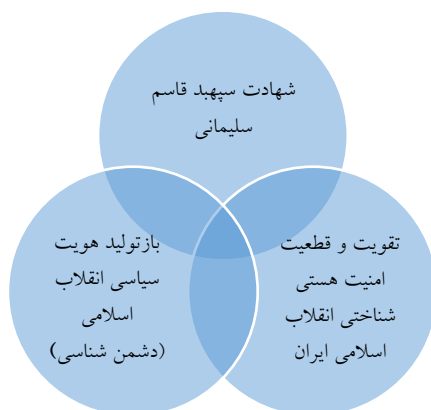 شهادت سپهبد قاسم
سلیمانی
تقویت و قطعیت
امنیت هستی
شناختی انقلاب
اسلامی ایران
بازتولید هویت
سیاسی انقلاب
اسلامی
(دشمن شناسی)